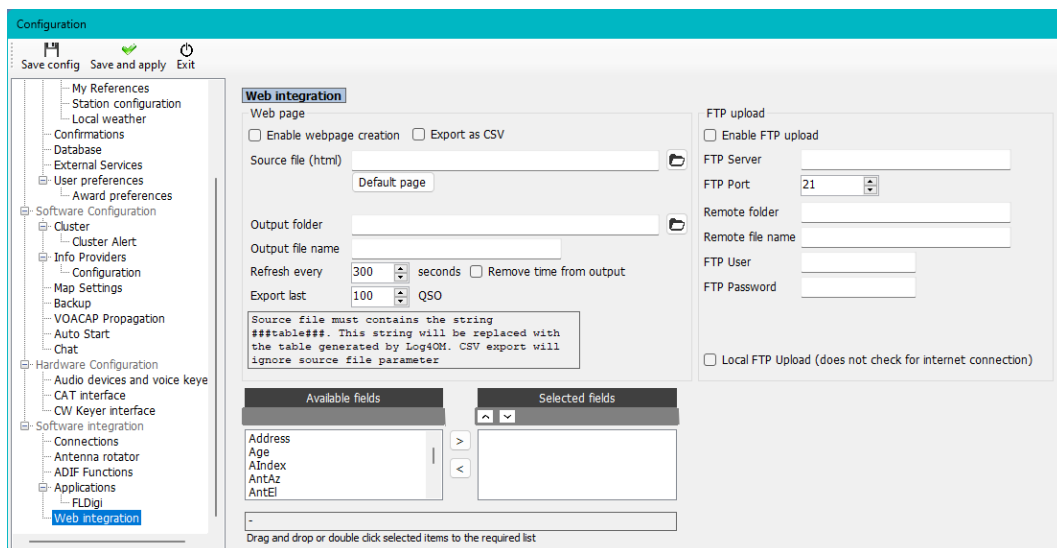 Configuration
Save config Save and apply Exit
My References
Station configuration
Local weather
Confirmations
Database
External Services
User preferences
Award preferences
Software Configuration
Cluster
Cluster Alert
Info Providers
Configuration
Map Settings
Backup
VOACAP Propagation
Auto Start
Chat
Hardware Configuration
Audio devices and voice keye
CAT interface
CW Keyer interface
Software integration
Connections
Antenna rotator
ADIF Functions
Applications
FLDigi
Web integration
Web integration
Web page
Enable webpage creation Export as CSV
Source file (html)
Default page
Output folder
Output file name
Refresh every 300 seconds Remove time from output
Export last 100 QSO
Source file must contains the string
###table###. This string will be replaced with
the table generated by Log4OM. CSV export will
ignore source file parameter
FTP upload
Enable FTP upload
FTP Server
FTP Port 21
Remote folder
Remote file name
FTP User
FTP Password
Local FTP Upload (does not check for internet connection)
Available fields
Address
Age
AIndex
AntAz
AntEl
>
<
Selected fields
-
Drag and drop or double click selected items to the required list